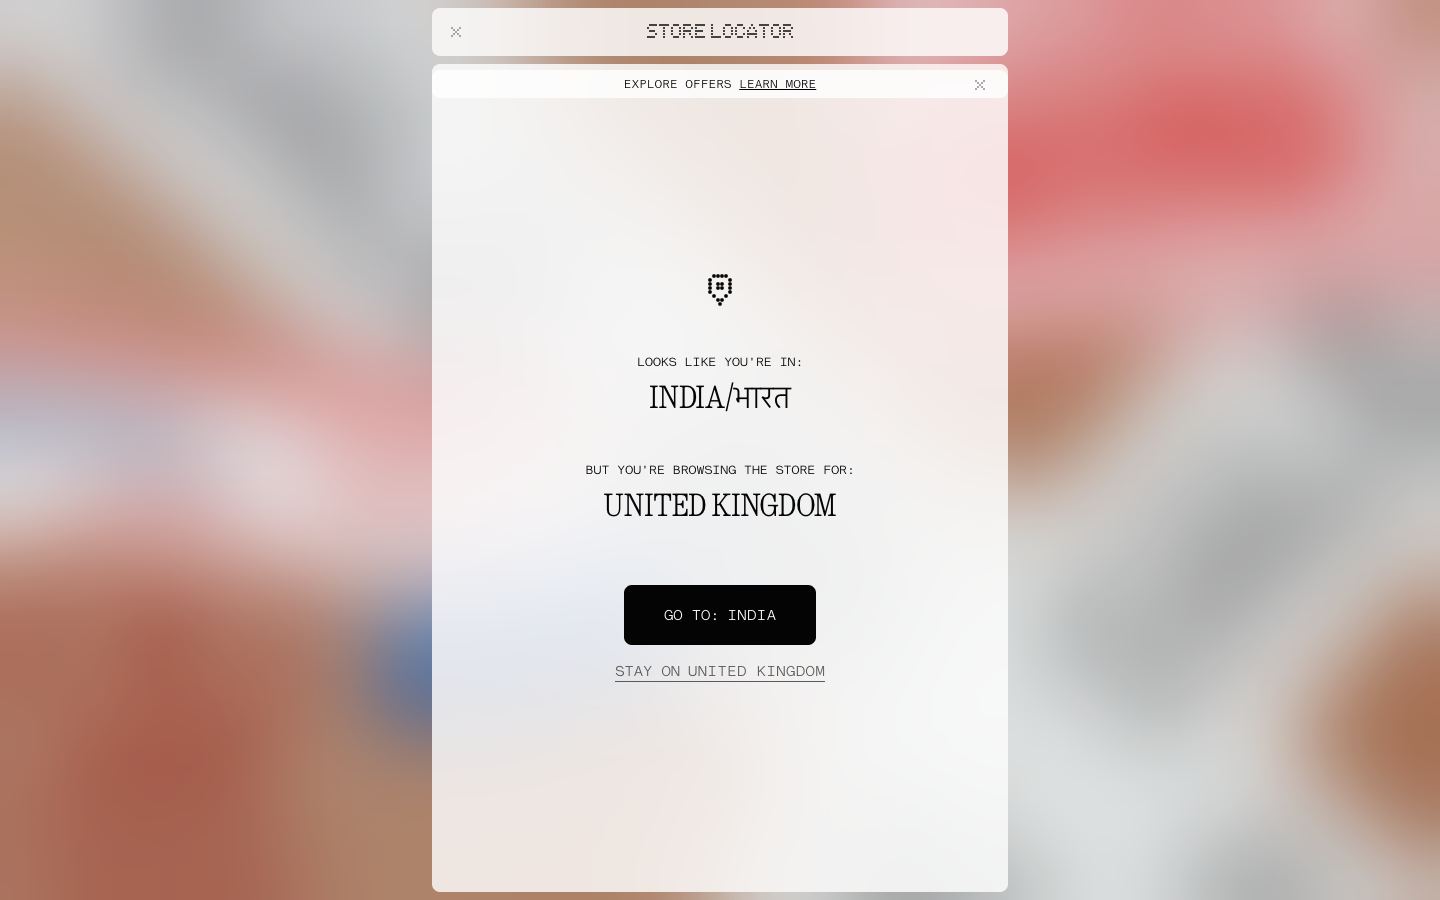 STORE LOCATOR
EXPLORE OFFERS LEARN MORE
LOOKS LIKE YOU'RE IN:
INDIA/भारत
BUT YOU'RE BROWSING THE STORE FOR:
UNITED KINGDOM
GO TO: INDIA
STAY ON UNITED KINGDOM